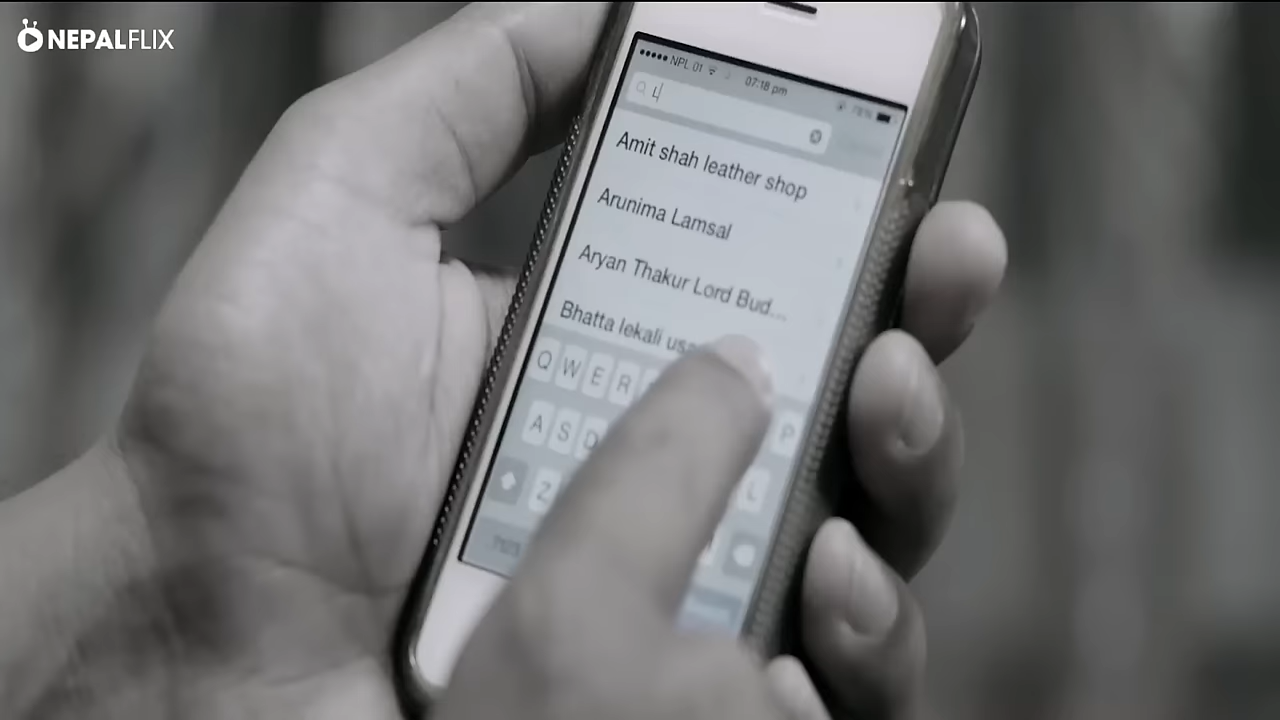 NEPALFLIX
NPL 01 07:18 pm
L
Amit shah leather shop
Arunima Lamsal
Aryan Thakur Lord Bud...
Bhatta lekali
Q W E R
P
A S D
L
Z